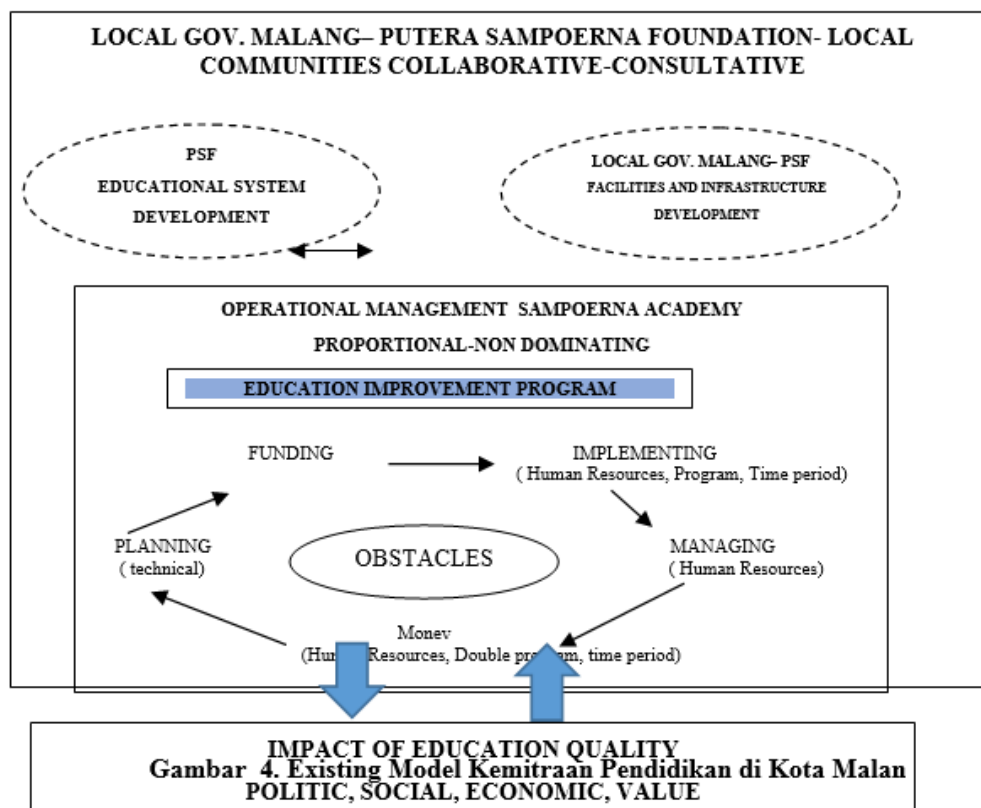 LOCAL GOV. MALANG– PUTERA SAMPOERNA FOUNDATION- LOCAL
COMMUNITIES COLLABORATIVE-CONSULTATIVE
PSF
EDUCATIONAL SYSTEM
DEVELOPMENT
LOCAL GOV. MALANG– PSF
FACILITIES AND INFRASTRUCTURE
DEVELOPMENT
OPERATIONAL MANAGEMENT SAMPOERNA ACADEMY
PROPORTIONAL-NON DOMINATING
EDUCATION IMPROVEMENT PROGRAM
FUNDING
IMPLEMENTING
( Human Resources, Program, Time period)
PLANNING
( technical)
OBSTACLES
MANAGING
( Human Resources)
Monev
Resources, Double time period)
IMPACT OF EDUCATION QUALITY
Gambar 4. Existing Model Kemitraan Pendidikan di Kota Malan
POLITIC, SOCIAL, ECONOMIC, VALUE